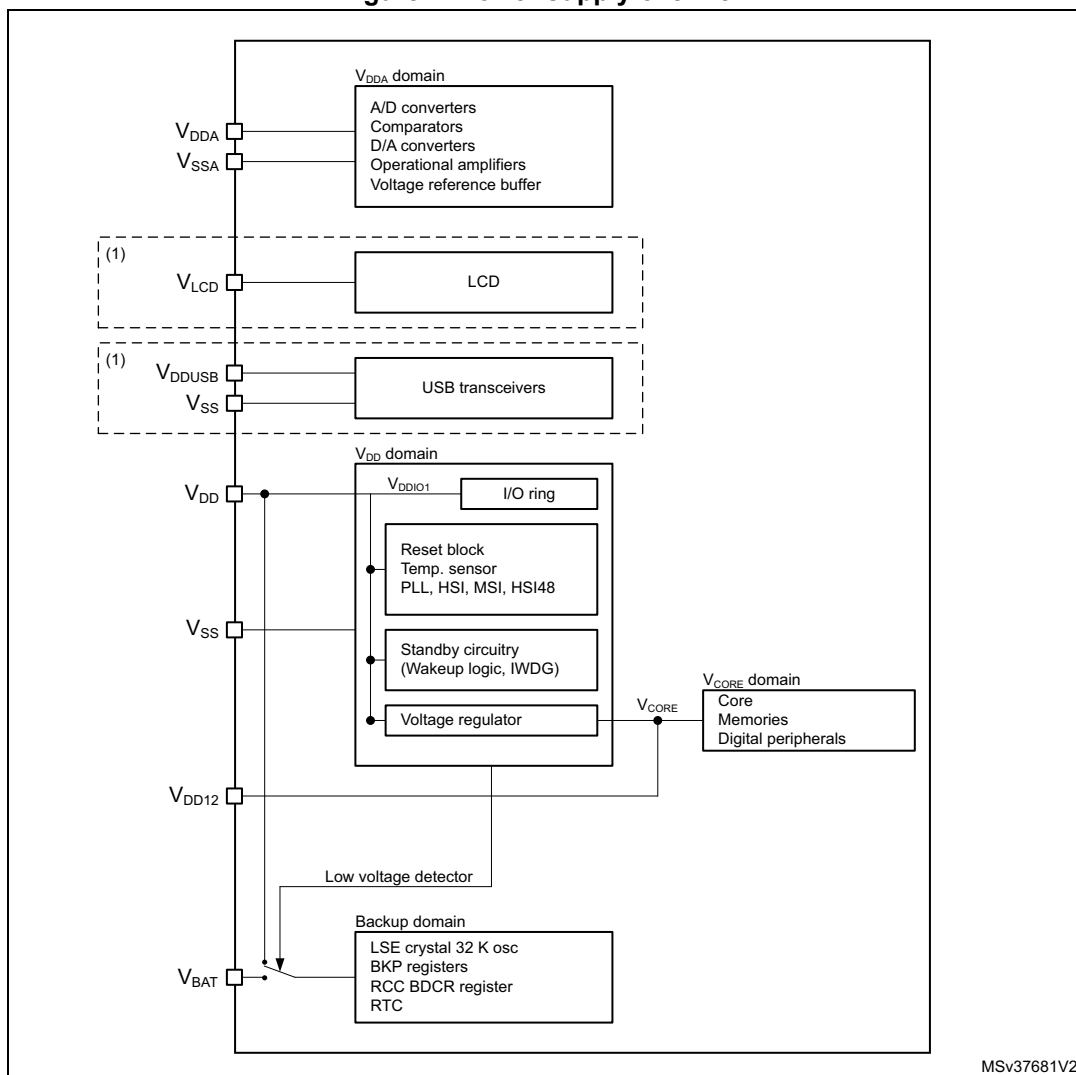 VDDA domain
A/D converters
Comparators
D/A converters
Operational amplifiers
Voltage reference buffer
VDDA
VSSA
(1)
VLCD
LCD
(1)
VDDUSB
VSS
USB transceivers
VDD domain
VDD
VDDIO1
I/O ring
Reset block
Temp. sensor
PLL, HSI, MSI, HSI48
VSS
Standby circuitry
(Wakeup logic, IWDG)
Voltage regulator
VCORE
VCORE domain
Core
Memories
Digital peripherals
VDD12
Low voltage detector
Backup domain
LSE crystal 32 K osc
BKP registers
RCC BDCR register
RTC
VBAT
MSv37681V2